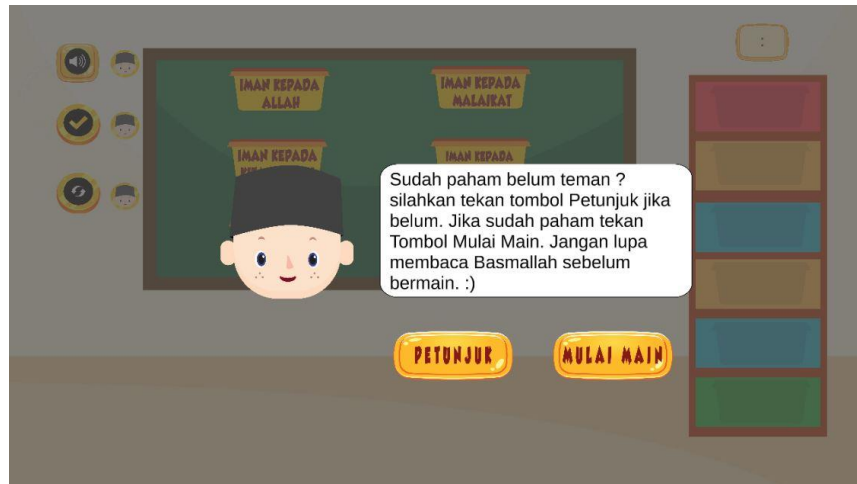 :
IMAN KEPADA
ALLAH
IMAN KEPADA
MALAIKAT
IMAN KEPADA
IMAN KEPADA
Sudah paham belum teman ?
silahkan tekan tombol Petunjuk jika
belum. Jika sudah paham tekan
Tombol Mulai Main. Jangan lupa
membaca Basmallah sebelum
bermain. :)
PETUNJUK
MULAI MAIN